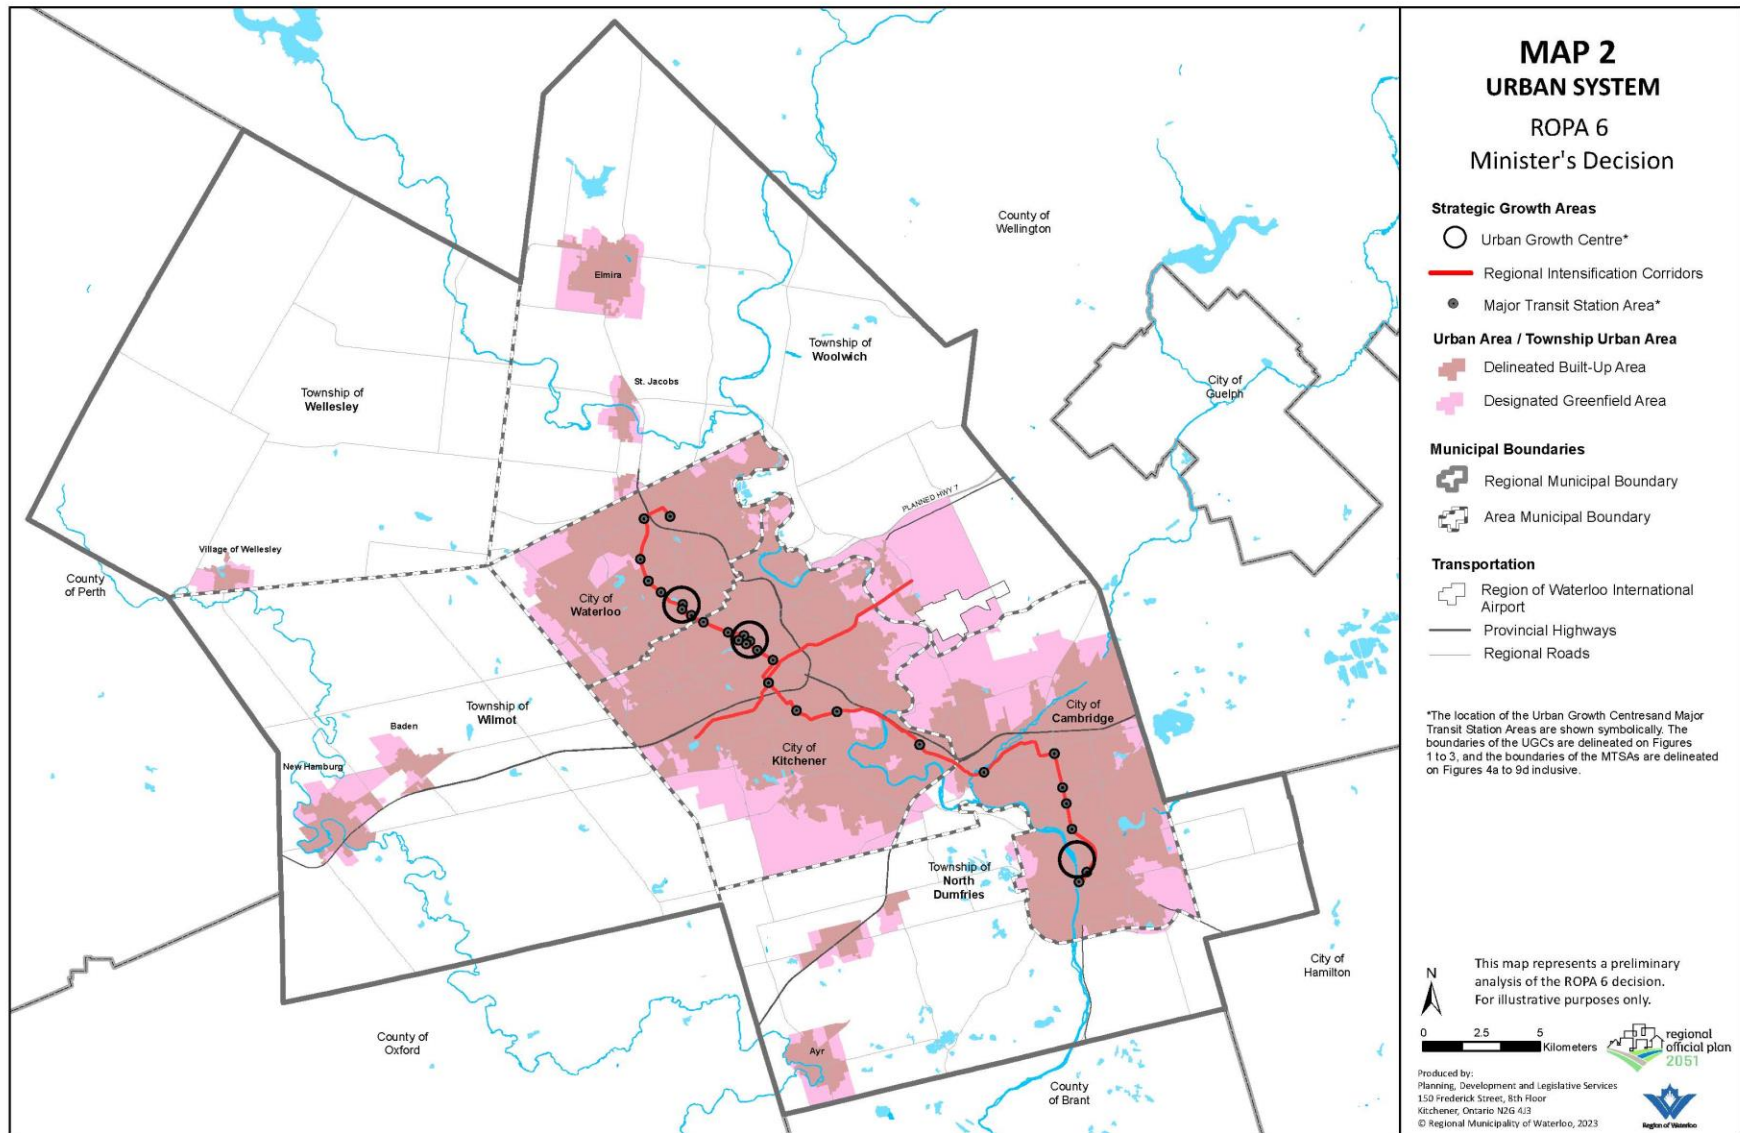 MAP 2
URBAN SYSTEM
ROPA 6
Minister's Decision
Strategic Growth Areas
Urban Growth Centre*
Regional Intensification Corridors
Major Transit Station Area*
Urban Area / Township Urban Area
Delineated Built-Up Area
Designated Greenfield Area
Municipal Boundaries
Regional Municipal Boundary
Area Municipal Boundary
Transportation
Region of Waterloo International
Airport
Provincial Highways
Regional Roads
*The location of the Urban Growth Centresand Major
Transit Station Areas are shown symbolically. The
boundaries of the UGCs are delineated on Figures
1 to 3, and the boundaries of the MTSAs are delineated
on Figures 4a to 9d inclusive.
N
This map represents a preliminary
analysis of the ROPA 6 decision.
For illustrative purposes only.
0 2.5 5
Kilometers
regional
official plan
2051
Produced by:
Planning, Development and Legislative Services
150 Frederick Street, 8th Floor
Kitchener, Ontario N2G 4J3
© Regional Municipality of Waterloo, 2023
Region of Waterloo
County of
Wellington
Elmira
Township of
Woolwich
St. Jacobs
City of
Guelph
Township of
Wellesley
PLANNED HWY 7
Village of Wellesley
County
of Perth
City of
Waterloo
Township of
Wilmot
Baden
New Hamburg
City of
Kitchener
City of
Cambridge
Township of
North
Dumfries
City of
Hamilton
County of
Oxford
Ayr
County
of Brant